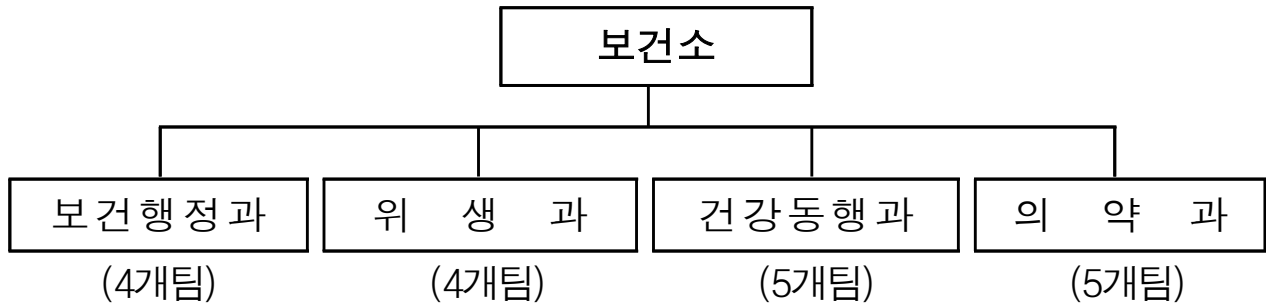 보건소
보건행정과 위 생 과 건강동행과 의 약 과
(4개팀) (4개팀) (5개팀) (5개팀)